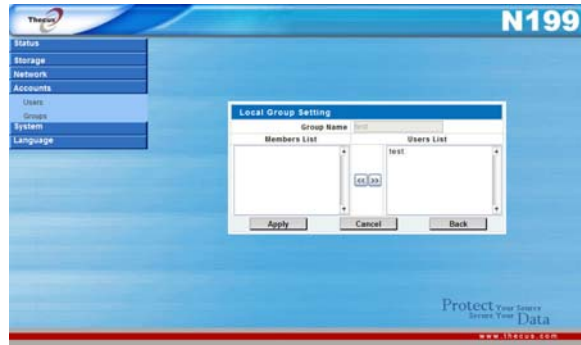 Thecus
N199
Status
Storage
Network
Accounts
Users
Groups
System
Language
Local Group Setting
Group Name
Members List
Users List
test
<< >>
Apply
Cancel
Back
Protect Your Source
Secure Your Data
www.thecus.com